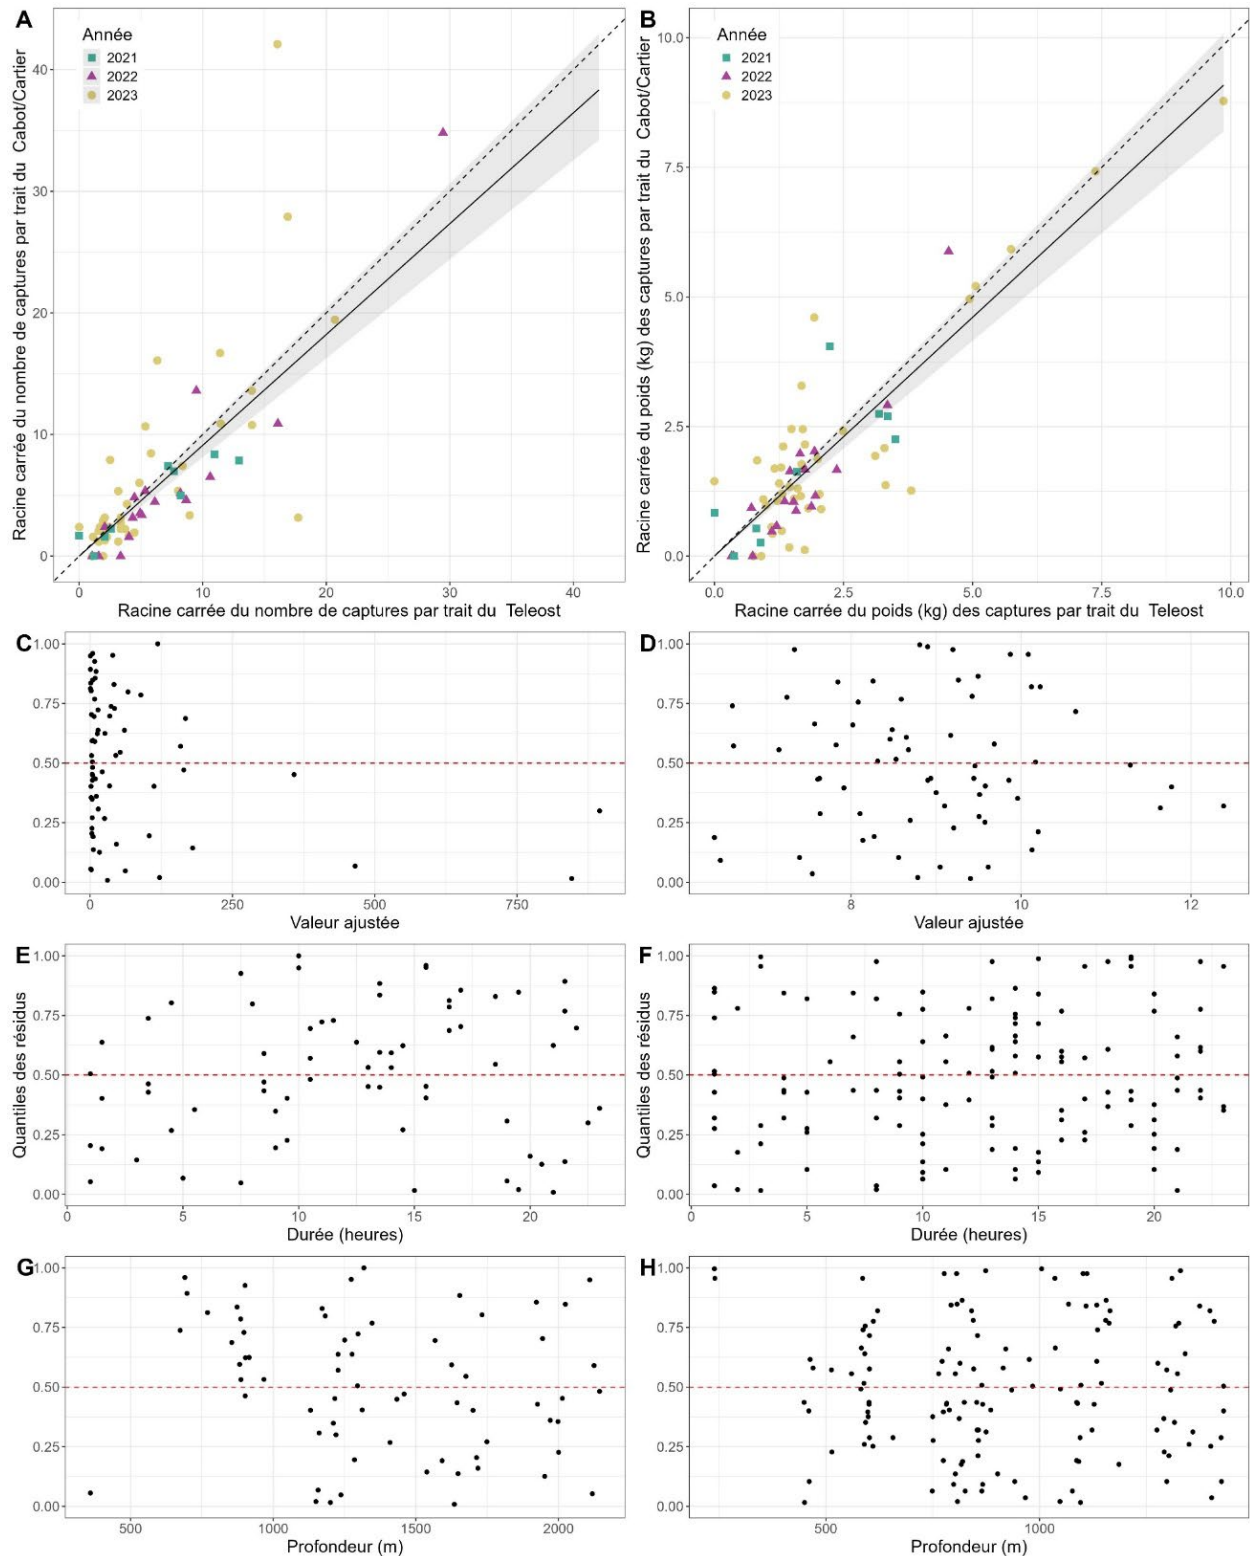 A
Racine carrée du nombre de captures par trait du Cabot/Cartier
Année
2021
2022
2023
40
30
20
10
0
0 10 20 30 40
Racine carrée du nombre de captures par trait du Teleost
B
Racine carrée du poids (kg) des captures par trait du Cabot/Cartier
Année
2021
2022
2023
10.0
7.5
5.0
2.5
0.0
0.0 2.5 5.0 7.5 10.0
Racine carrée du poids (kg) des captures par trait du Teleost
C
1.00
0.75
0.50
0.25
0.00
0 250 500 750
Valeur ajustée
D
1.00
0.75
0.50
0.25
0.00
8 10 12
Valeur ajustée
E
Quantiles des résidus
1.00
0.75
0.50
0.25
0.00
0 5 10 15 20
Durée (heures)
F
Quantiles des résidus
1.00
0.75
0.50
0.25
0.00
0 5 10 15 20
Durée (heures)
G
1.00
0.75
0.50
0.25
0.00
500 1000 1500 2000
Profondeur (m)
H
1.00
0.75
0.50
0.25
0.00
500 1000
Profondeur (m)